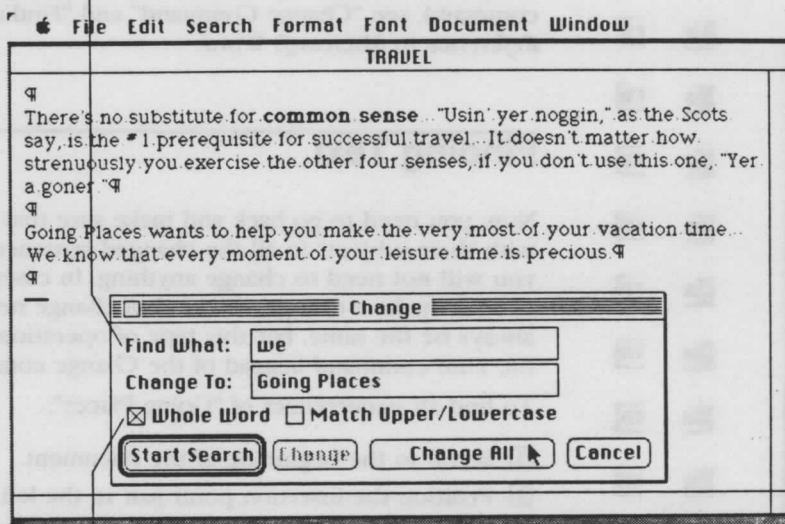 File Edit Search Format Font Document Window
TRAVEL
¶
There's no substitute for common sense. "Usin' yer noggin," as the Scots
say, is the #1 prerequisite for successful travel. It doesn't matter how
strenuously you exercise the other four senses, if you don't use this one, "Yer
a goner."¶
¶
Going Places wants to help you make the very most of your vacation time.
We know that every moment of your leisure time is precious.¶
¶
Change
Find What:
Change To: Going Places
Whole Word Match Upper/Lowercase
Start Search Change Change All Cancel